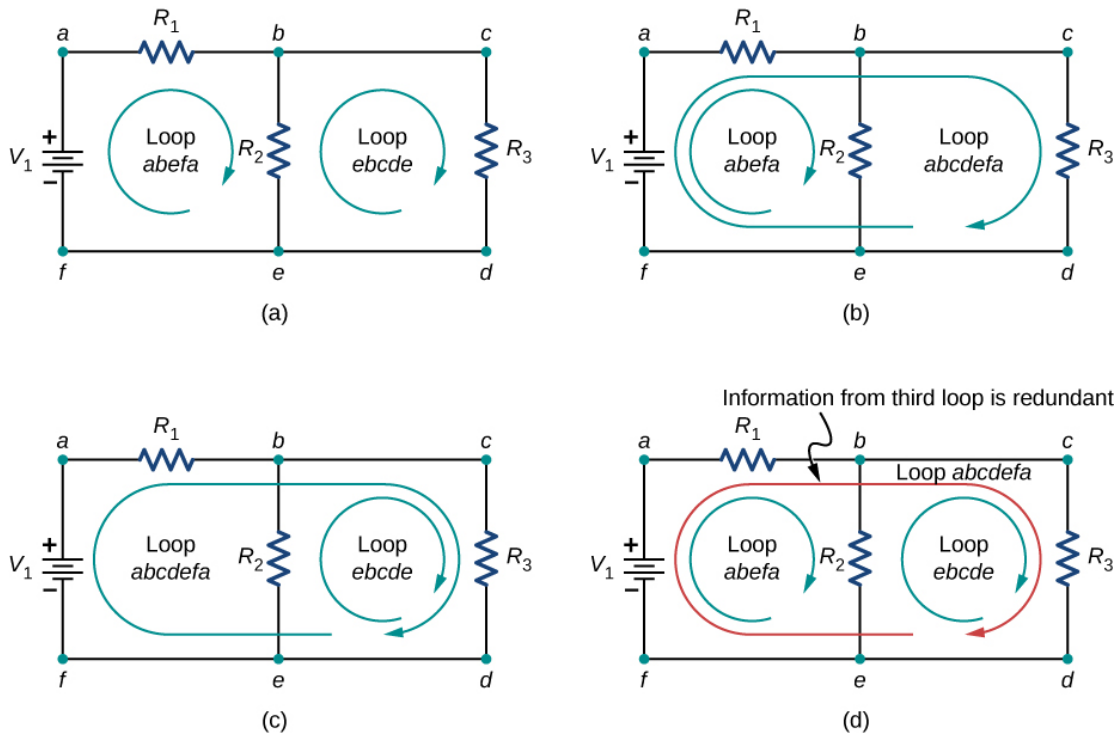 R1
a b c
+
V1
−
Loop
abefa
R2
Loop
ebcde
R3
f e d
(a)
R1
a b c
+
V1
−
Loop
abefa
R2
Loop
abcdefa
R3
f e d
(b)
R1
a b c
+
V1
−
Loop
abcdefa
R2
Loop
ebcde
R3
f e d
(c)
Information from third loop is redundant
R1
a b c
Loop abcdefa
+
V1
−
Loop
abefa
R2
Loop
ebcde
R3
f e d
(d)